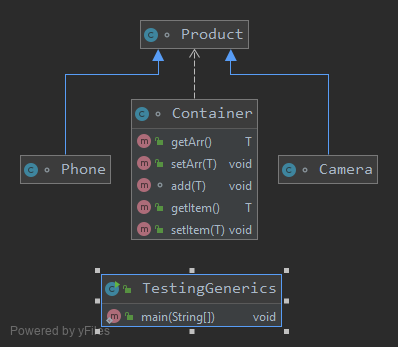 Product
Container
getArr() T
setArr(T) void
add(T) void
getItem() T
setItem(T) void
Phone
Camera
TestingGenerics
main(String[]) void
Powered by yFiles